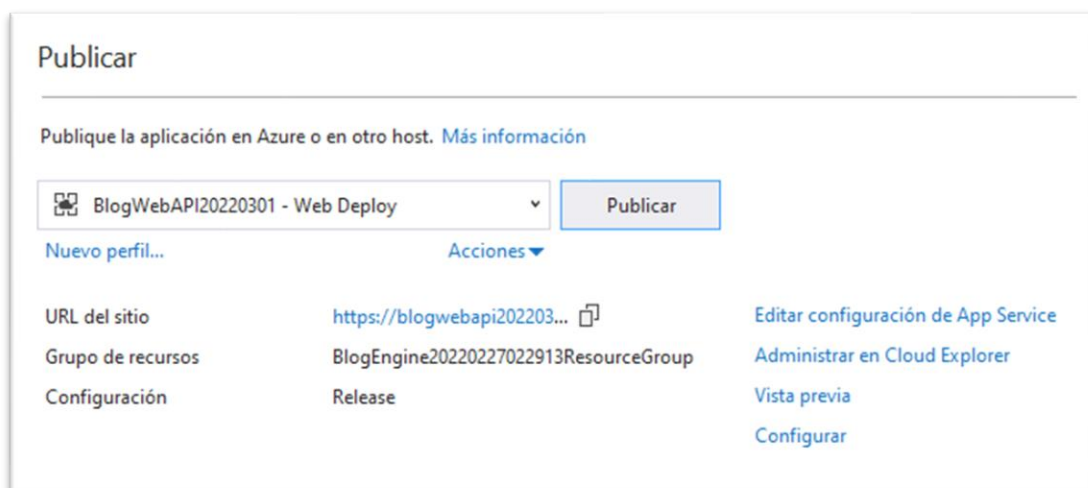 Publicar
Publique la aplicación en Azure o en otro host. Más información
BlogWebAPI20220301 - Web Deploy
Publicar
Nuevo perfil...
Acciones
URL del sitio
https://blogwebapi202203...
Editar configuración de App Service
Grupo de recursos
BlogEngine20220227022913ResourceGroup
Administrar en Cloud Explorer
Configuración
Release
Vista previa
Configurar